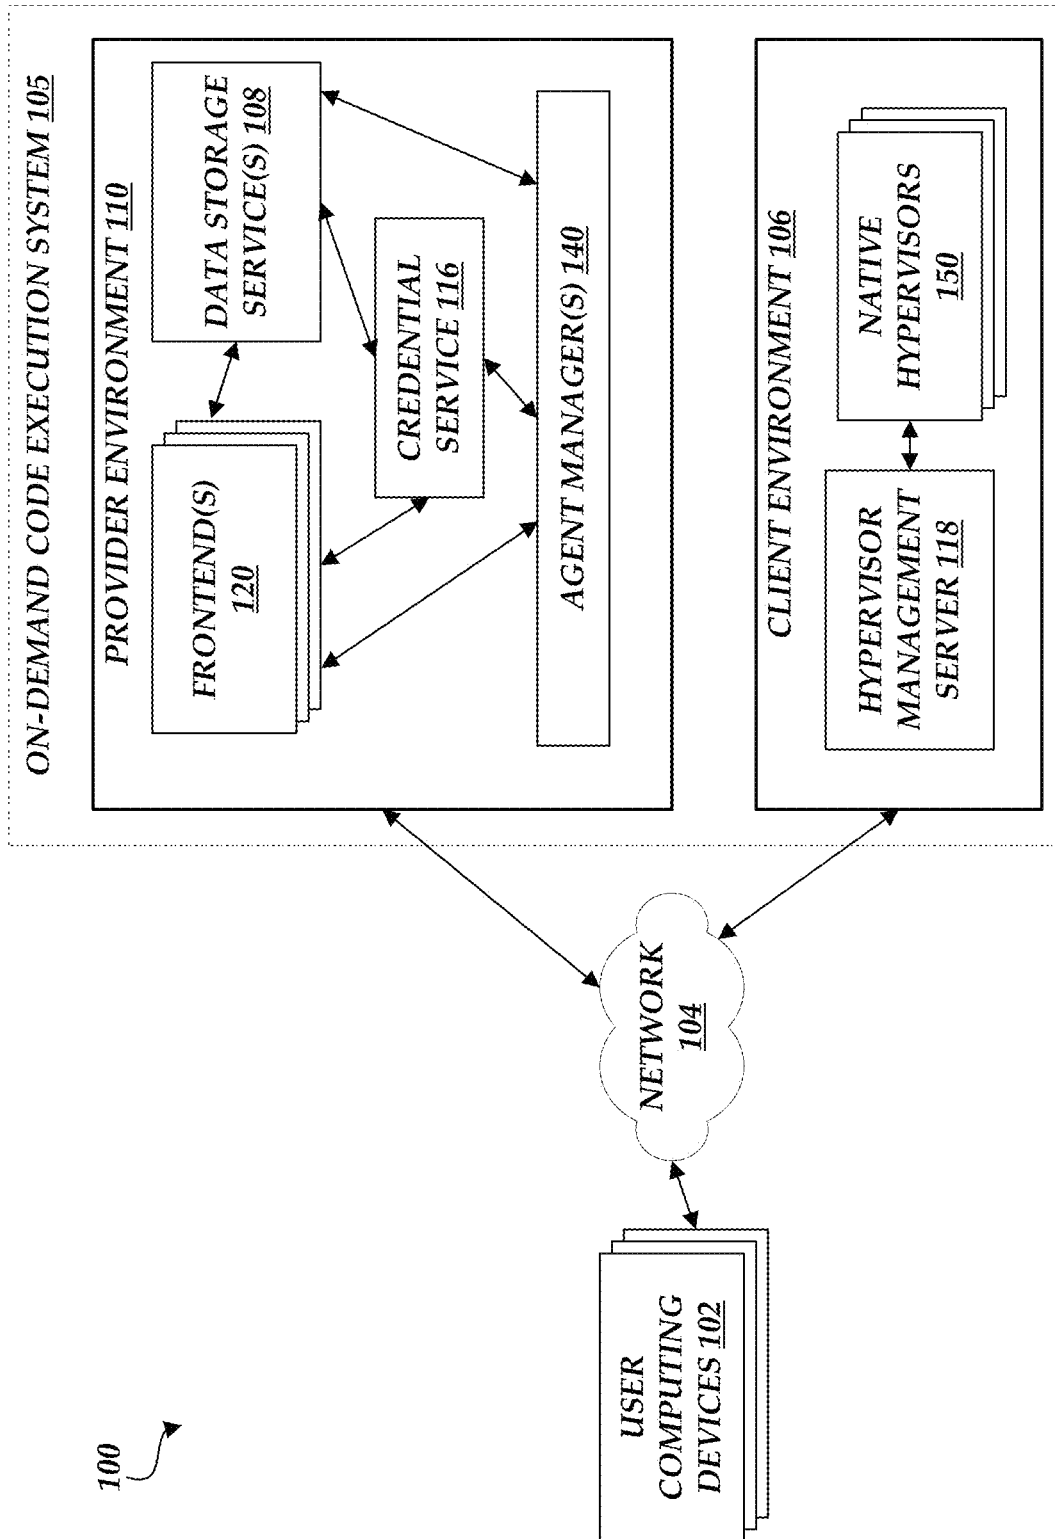 100
ON-DEMAND CODE EXECUTION SYSTEM 105
PROVIDER ENVIRONMENT 110
FRONTEND(S)
120
DATA STORAGE
SERVICE(S) 108
CREDENTIAL
SERVICE 116
AGENT MANAGER(S) 140
USER
COMPUTING
DEVICES 102
NETWORK
104
CLIENT ENVIRONMENT 106
HYPERVISOR
MANAGEMENT
SERVER 118
NATIVE
HYPERVISORS
150